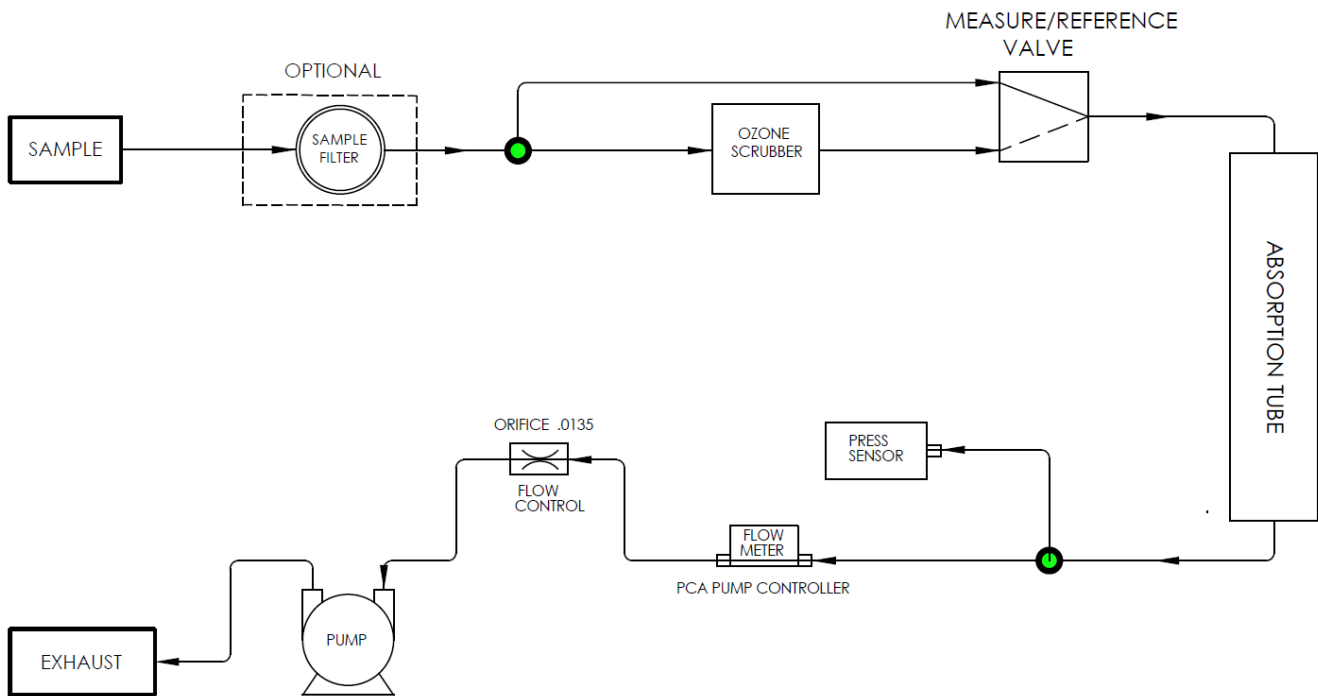 MEASURE/REFERENCE
VALVE
OPTIONAL
SAMPLE
SAMPLE
FILTER
OZONE
SCRUBBER
ABSORPTION TUBE
ORIFICE .0135
FLOW
CONTROL
PRESS
SENSOR
FLOW
METER
PCA PUMP CONTROLLER
PUMP
EXHAUST